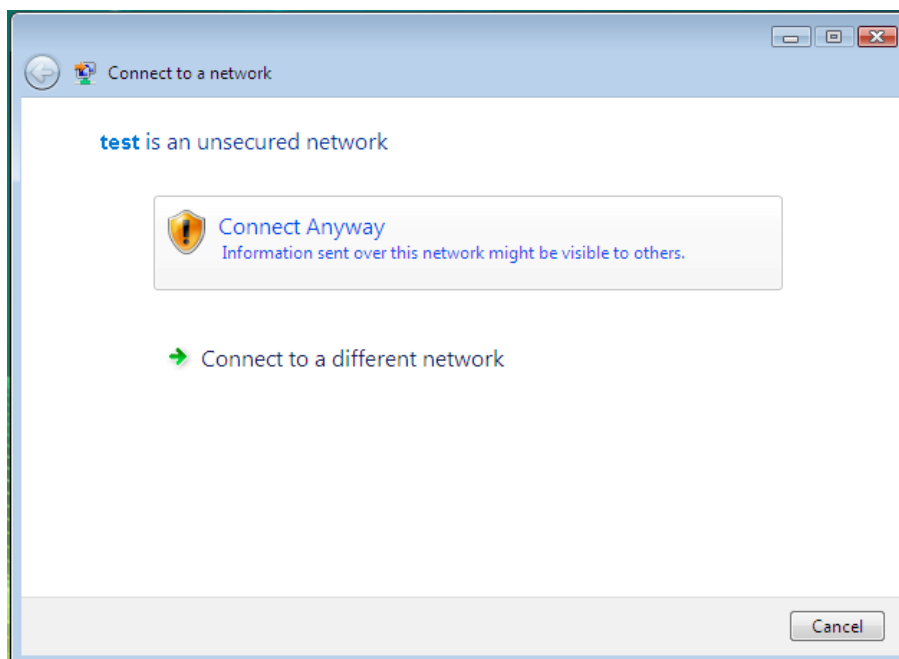 Connect to a network
test is an unsecured network
Connect Anyway
Information sent over this network might be visible to others.
Connect to a different network
Cancel